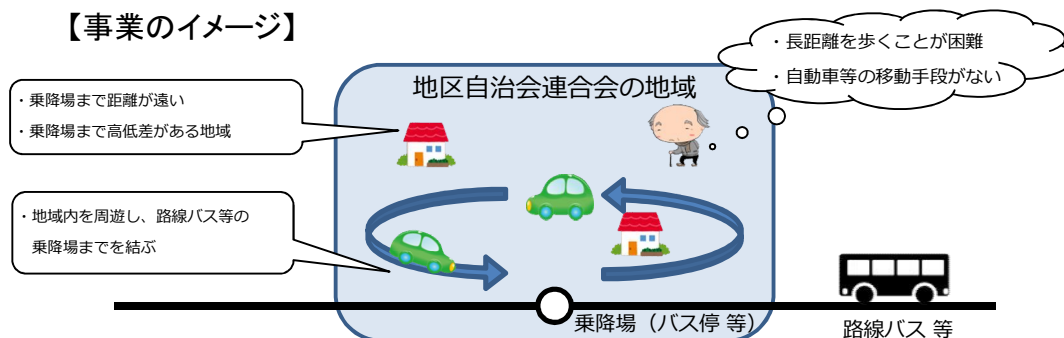 【事業のイメージ】
・長距離を歩くことが困難
・自動車等の移動手段がない
地区自治会連合会の地域
・乗降場まで距離が遠い
・乗降場まで高低差がある地域
・地域内を周遊し、路線バス等の
乗降場までを結ぶ
乗降場（バス停 等）
路線バス 等